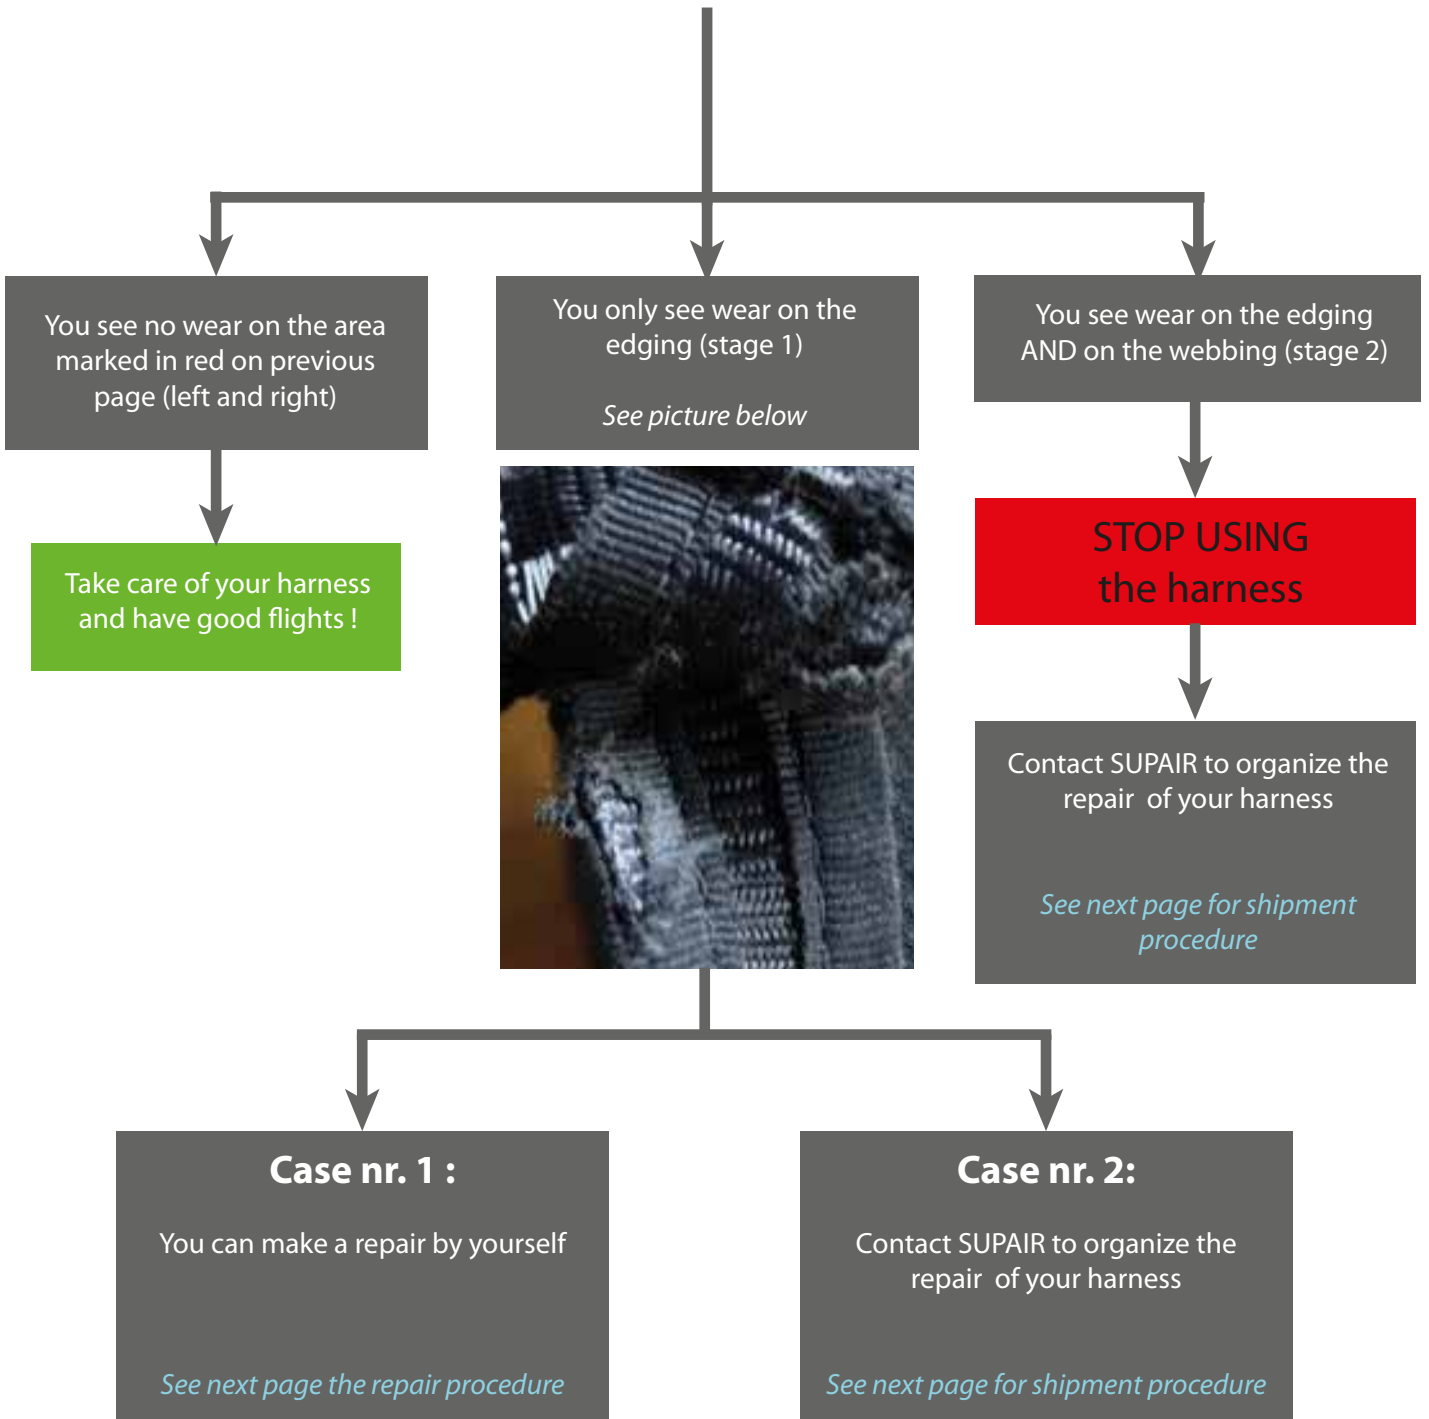 You see no wear on the area
marked in red on previous
page (left and right)
Take care of your harness
and have good flights !
You only see wear on the
edging (stage 1)
See picture below
You see wear on the edging
AND on the webbing (stage 2)
STOP USING
the harness
Contact SUPAIR to organize the
repair  of your harness
See next page for shipment
procedure
Case nr. 1 :
You can make a repair by yourself
See next page the repair procedure
Case nr. 2:
Contact SUPAIR to organize the
repair  of your harness
See next page for shipment procedure